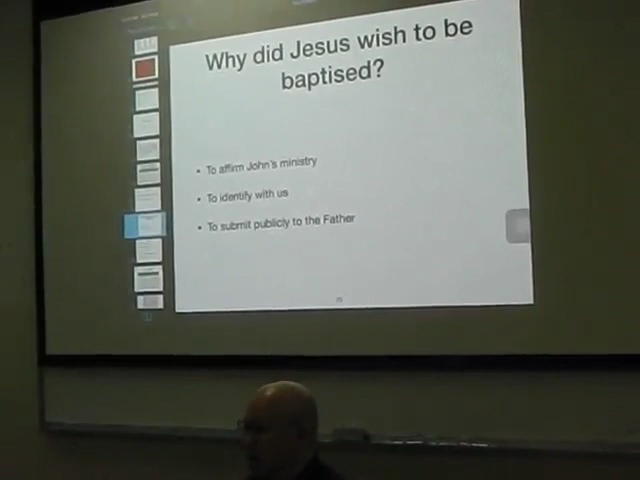 Why did Jesus wish to be
baptised?
• To affirm John's ministry
• To identify with us
• To submit publicly to the Father